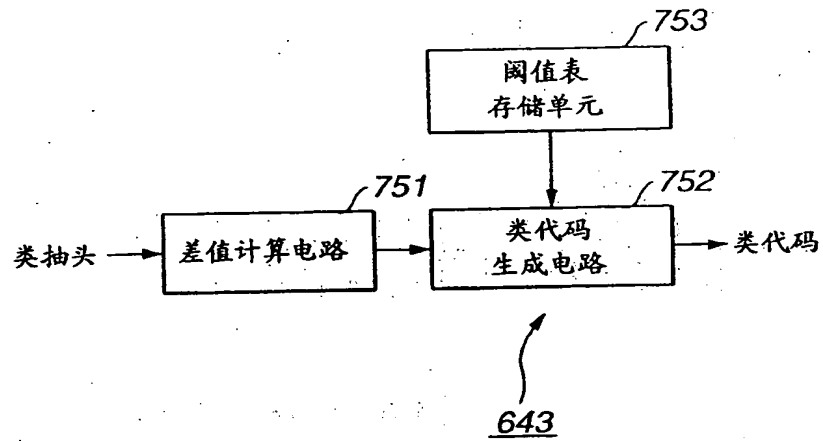 753
阈值表
存储单元
751
752
类抽头
差值计算电路
类代码
生成电路
类代码
643